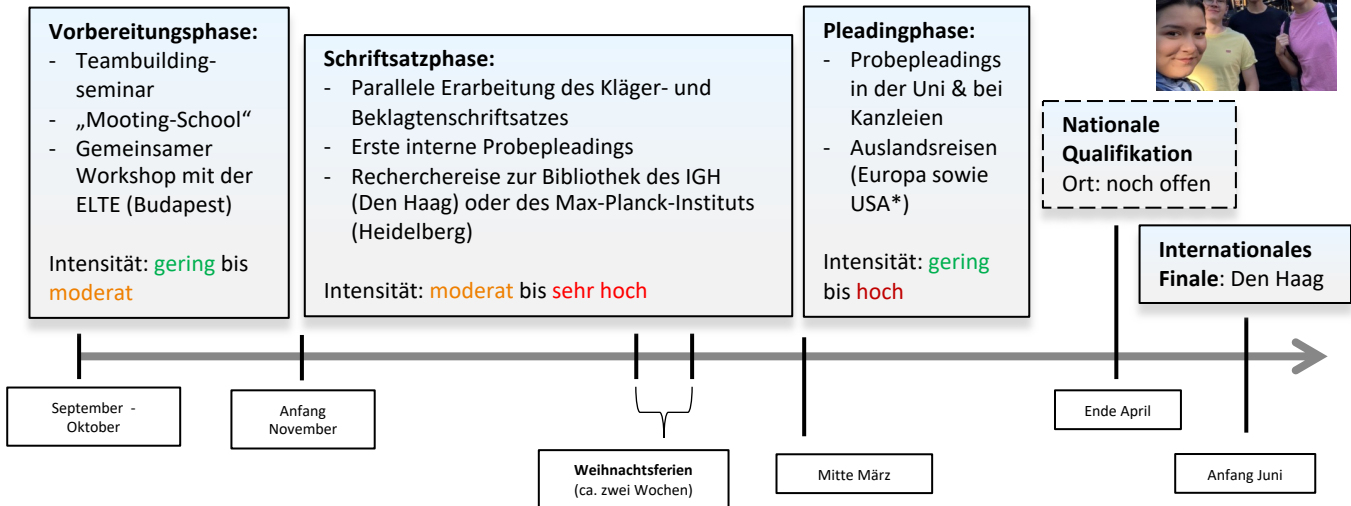 Vorbereitungsphase:
- Teambuilding-
seminar
- „Mooting-School“
- Gemeinsamer
Workshop mit der
ELTE (Budapest)
Intensität: gering bis
moderat
Schriftsatzphase:
- Parallele Erarbeitung des Kläger- und
Beklagtenschriftsatzes
- Erste interne Probepleadings
- Recherchereise zur Bibliothek des IGH
(Den Haag) oder des Max-Planck-Instituts
(Heidelberg)
Intensität: moderat bis sehr hoch
Pleadingphase:
- Probepleadings
in der Uni & bei
Kanzleien
- Auslandsreisen
(Europa sowie
USA*)
Intensität: gering
bis hoch
Nationale
Qualifikation
Ort: noch offen
Internationales
Finale: Den Haag
September -
Oktober
Anfang
November
Weihnachtsferien
(ca. zwei Wochen)
Mitte März
Ende April
Anfang Juni